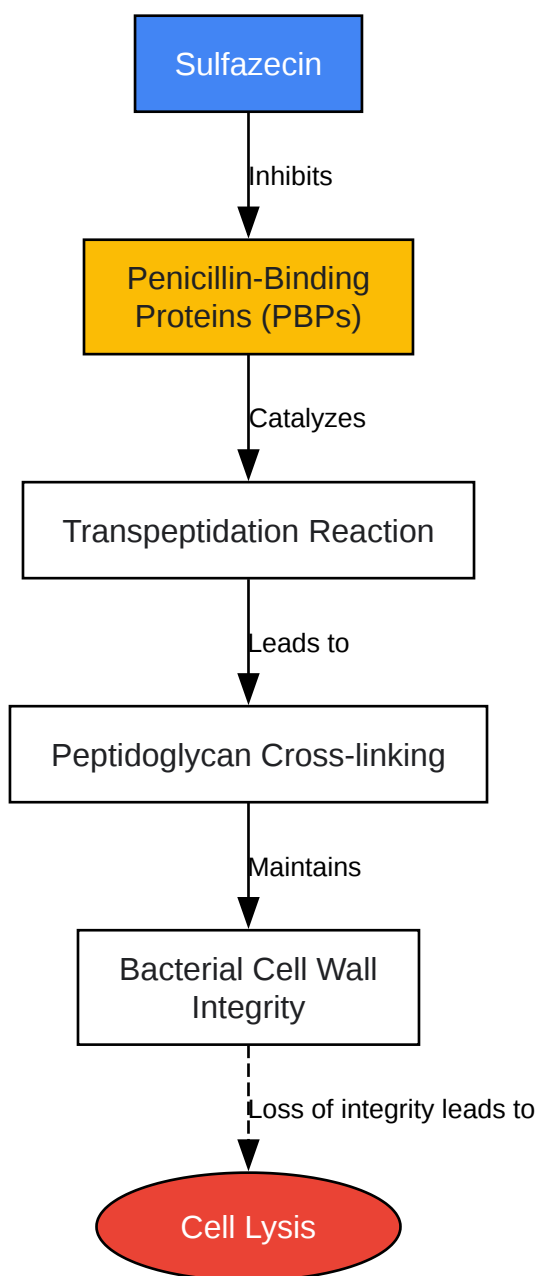 Sulfazecin
Inhibits
Penicillin-Binding
Proteins (PBPs)
Catalyzes
Transpeptidation Reaction
Leads to
Peptidoglycan Cross-linking
Maintains
Bacterial Cell Wall
Integrity
Loss of integrity leads to
Cell Lysis